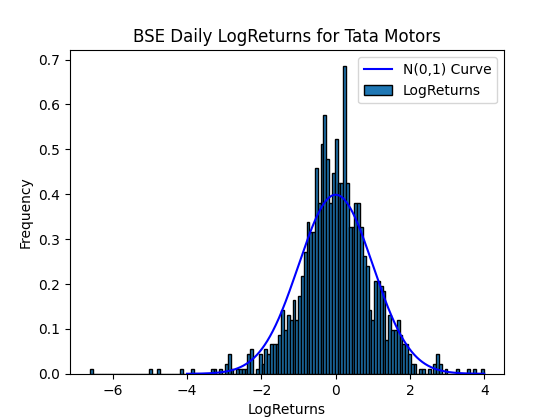 BSE Daily LogReturns for Tata Motors
0.7
0.6
0.5
0.4
0.3
0.2
0.1
0.0
Frequency
N(0,1) Curve
LogReturns
−6
−4
−2
0
2
4
LogReturns